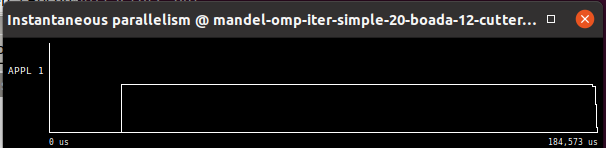 Instantaneous parallelism @ mandel-omp-iter-simple-20-boada-12-cutter...
APPL 1
0 us
184,573 us